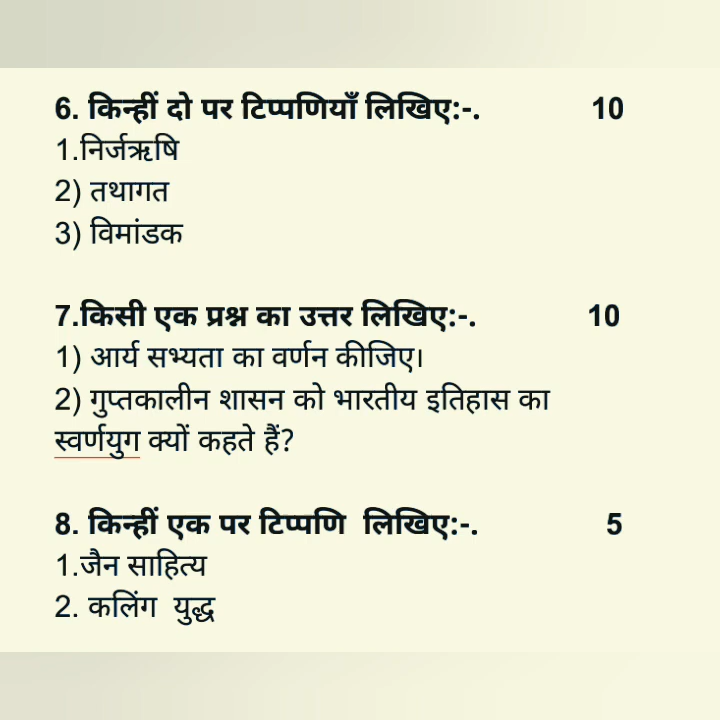 6. किन्हीं दो पर टिप्पणियाँ लिखिए:-. 10
1.निर्जऋषि
2) तथागत
3) विमांडक
7.किसी एक प्रश्न का उत्तर लिखिए:-. 10
1) आर्य सभ्यता का वर्णन कीजिए।
2) गुप्तकालीन शासन को भारतीय इतिहास का
स्वर्णयुग क्यों कहते हैं?
8. किन्हीं एक पर टिप्पणि लिखिए:-. 5
1.जैन साहित्य
2. कलिंग युद्ध